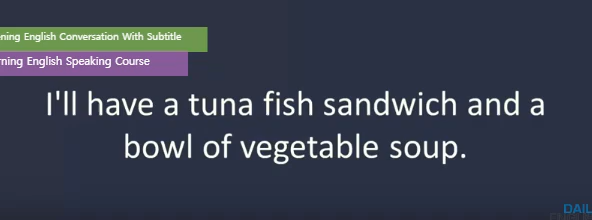 ening English Conversation With Subtitle
rning English Speaking Course
I'll have a tuna fish sandwich and a
bowl of vegetable soup.
DAIL